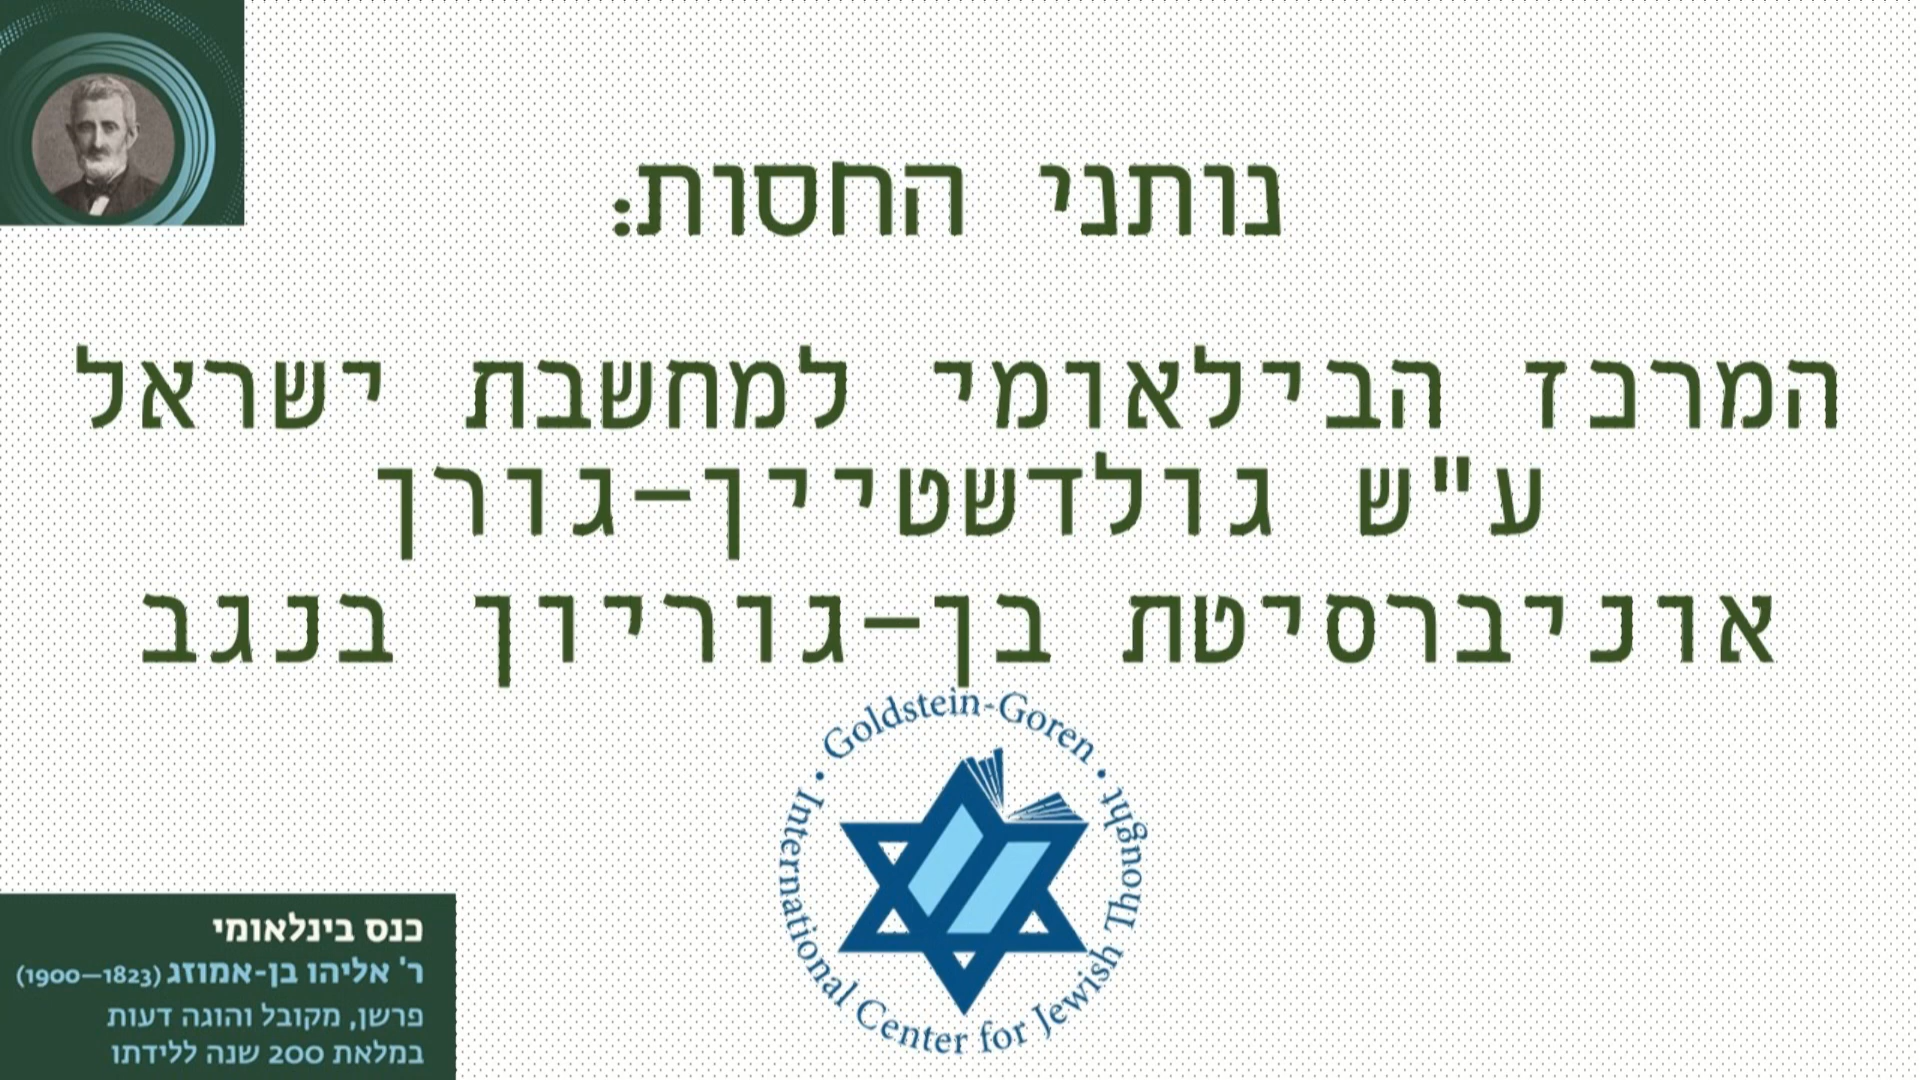 נותני החסות:
המרכז הבילאומי למחשבת ישראל
ע"ש גולדשטיין-גורן
אוניברסיטת בן-גוריון בנגב
Goldstein-Goren • International Center for Jewish Thought •
כנס בינלאומי
ר' אליהו בן-אמוזג (1823—1900)
פרשן, מקובל והוגה דעות
במלאת 200 שנה ללידתו